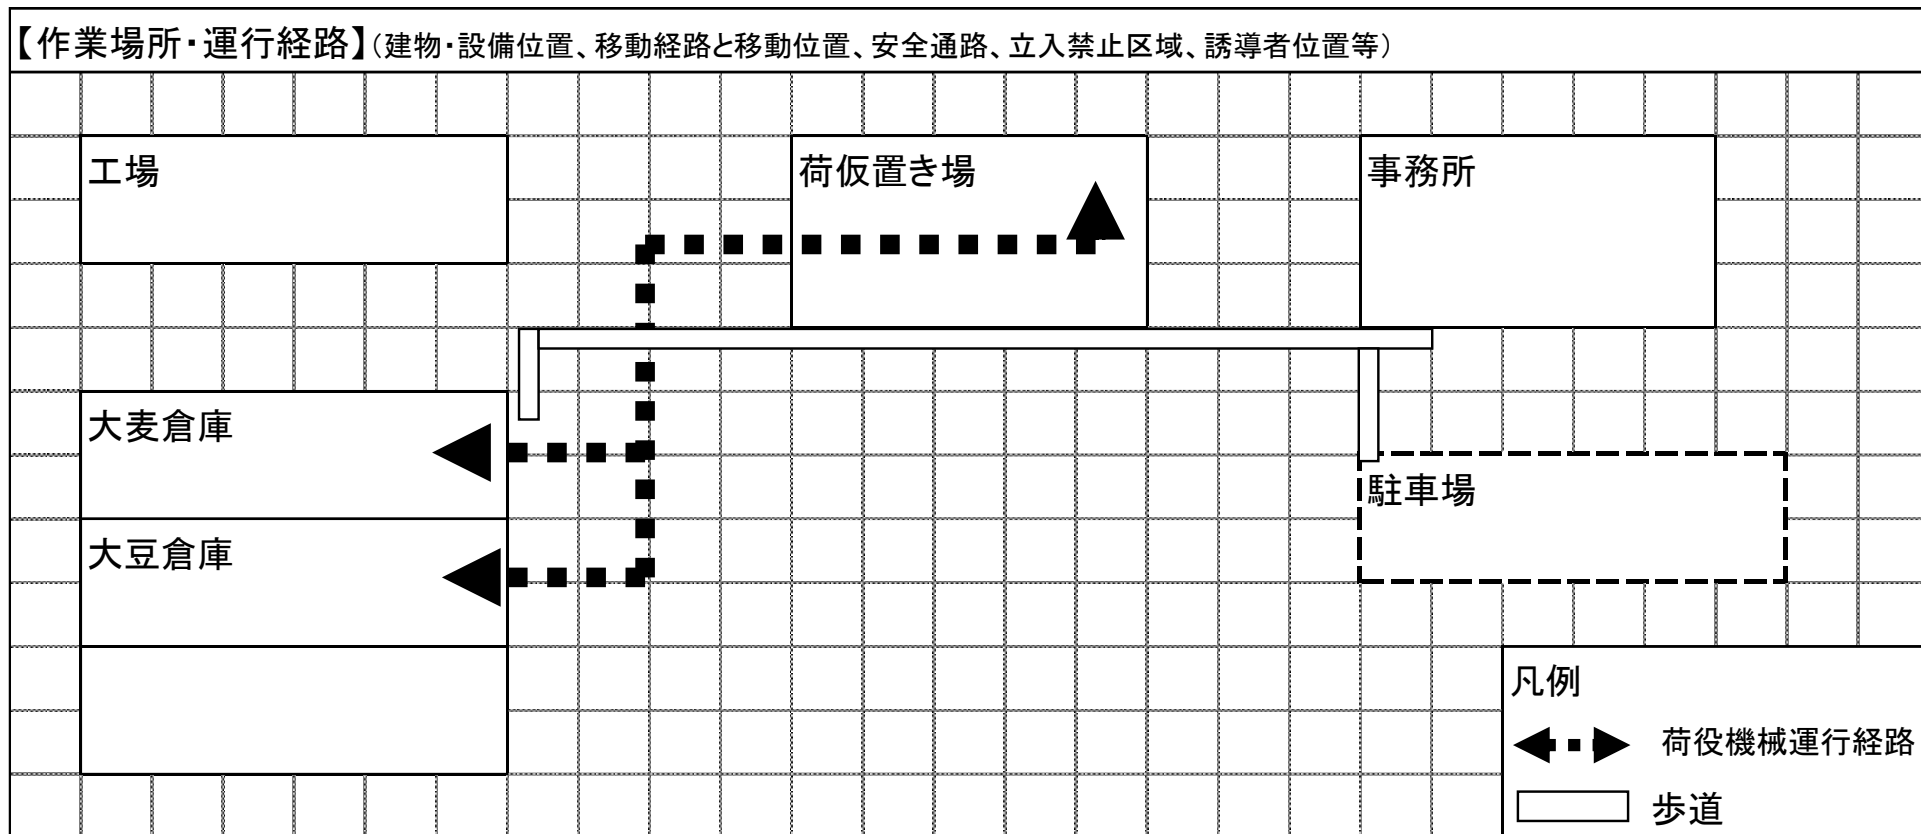 【作業場所・運行経路】(建物・設備位置、移動経路と移動位置、安全通路、立入禁止区域、誘導者位置等)
工場
荷仮置き場
事務所
大麦倉庫
駐車場
大豆倉庫
凡例
荷役機械運行経路
歩道